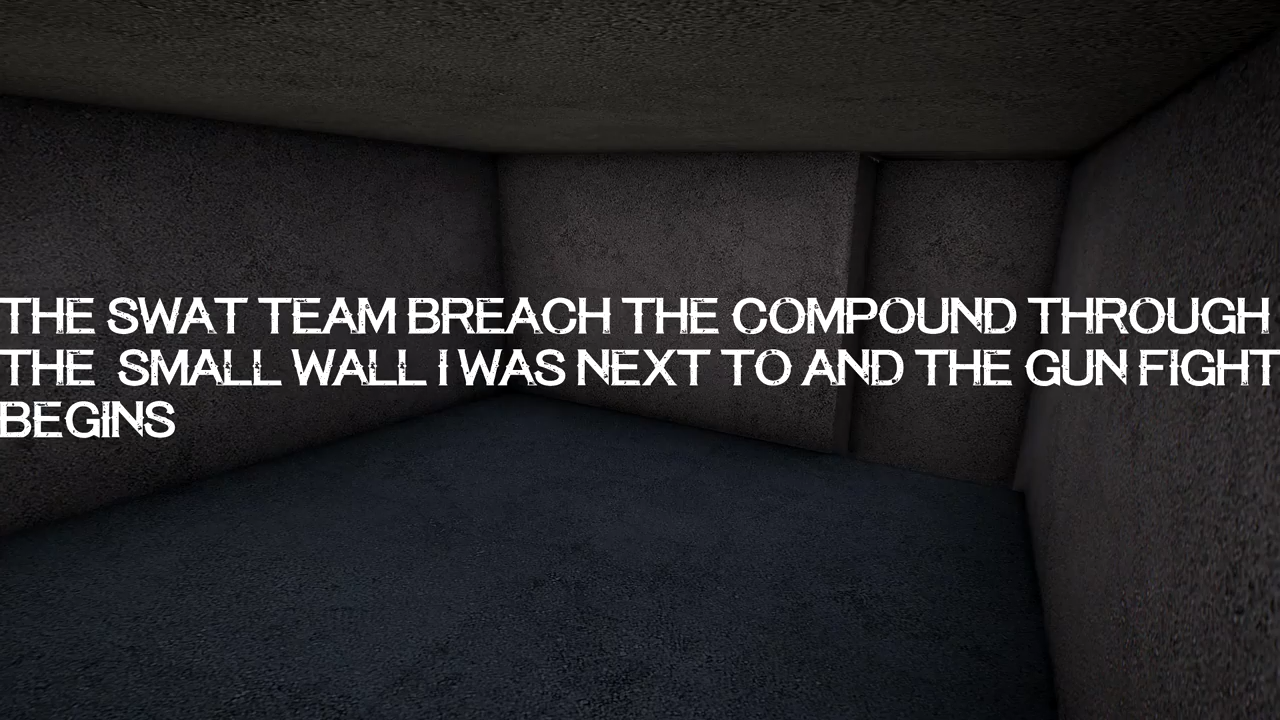 THE SWAT TEAM BREACH THE COMPOUND THROUGH
THE  SMALL WALL I WAS NEXT TO AND THE GUN FIGHT
BEGINS